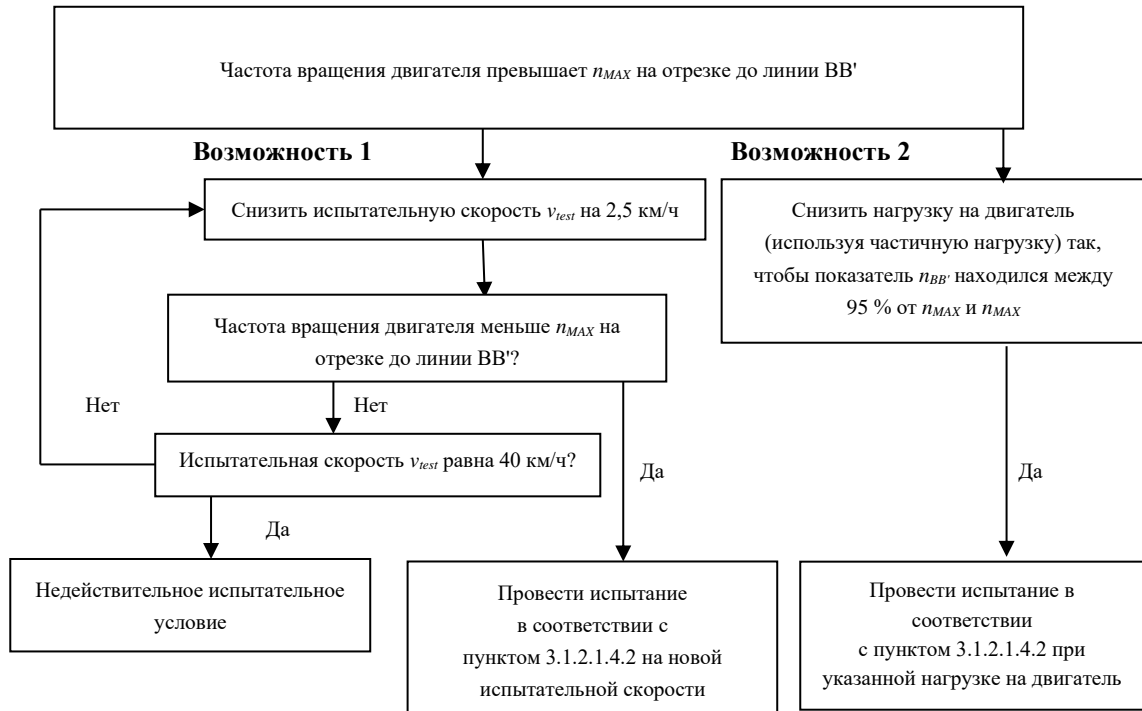 Частота вращения двигателя превышает nMAX на отрезке до линии BB'
Возможность 1
Возможность 2
Снизить испытательную скорость vtest на 2,5 км/ч
Снизить нагрузку на двигатель
(используя частичную нагрузку) так,
чтобы показатель nBB' находился между
95 % от nMAX и nMAX
Частота вращения двигателя меньше nMAX на
отрезке до линии BB'?
Нет
Нет
Испытательная скорость vtest равна 40 км/ч?
Да
Да
Да
Недействительное испытательное
условие
Провести испытание
в соответствии с
пунктом 3.1.2.1.4.2 на новой
испытательной скорости
Провести испытание в
соответствии
с пунктом 3.1.2.1.4.2 при
указанной нагрузке на двигатель